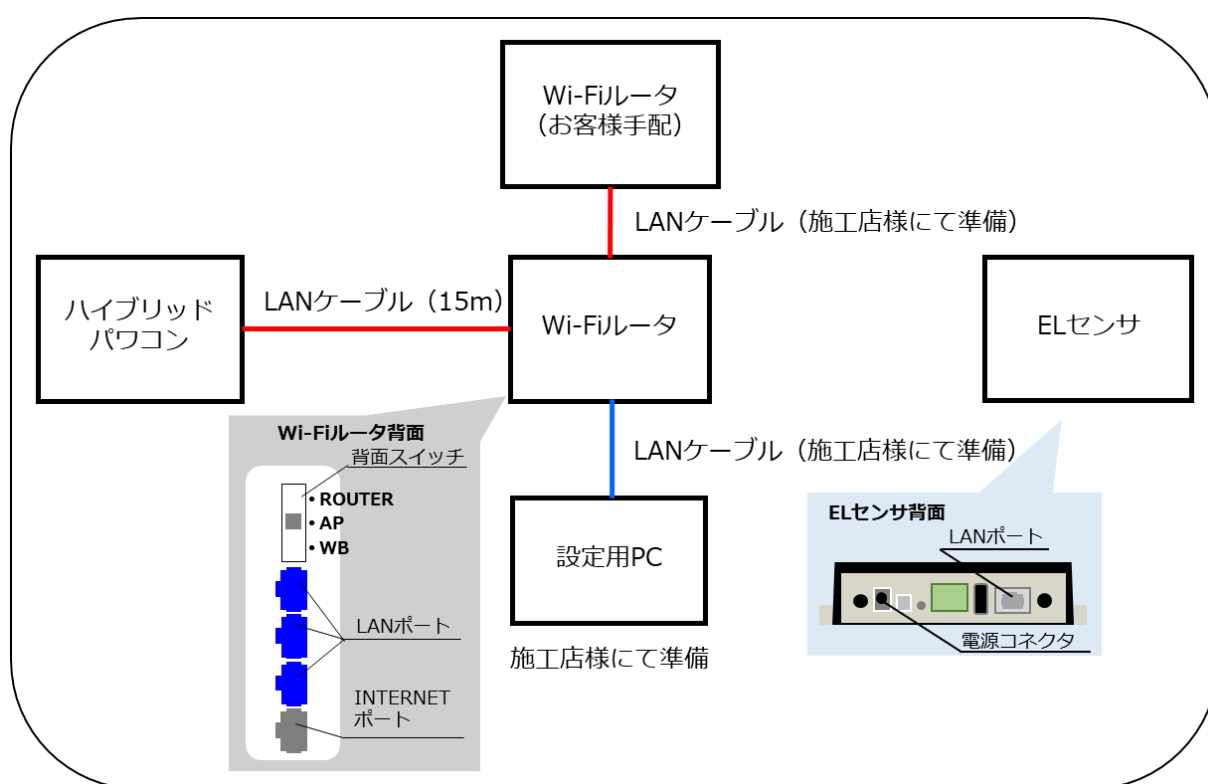 Wi-Fiルータ
（お客様手配）
LANケーブル（施工店様にて準備）
ハイブリッド
パワコン
LANケーブル（15m）
Wi-Fiルータ
ELセンサ
LANケーブル（施工店様にて準備）
設定用PC
施工店様にて準備
Wi-Fiルータ背面
背面スイッチ
• ROUTER
• AP
• WB
LANポート
INTERNET
ポート
ELセンサ背面
LANポート
電源コネクタ